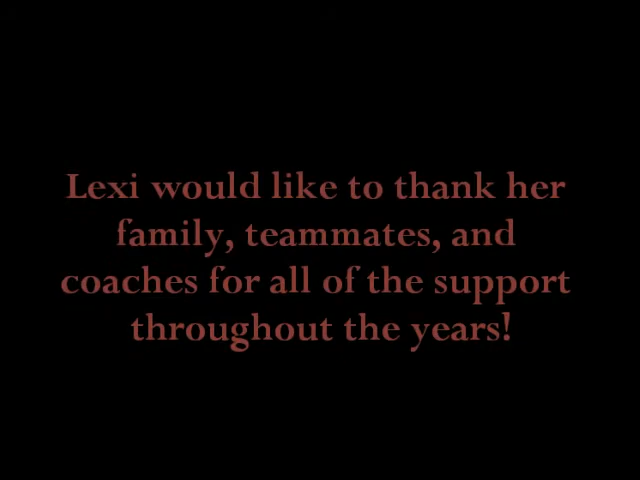 Lexi would like to thank her
family, teammates, and
coaches for all of the support
throughout the years!